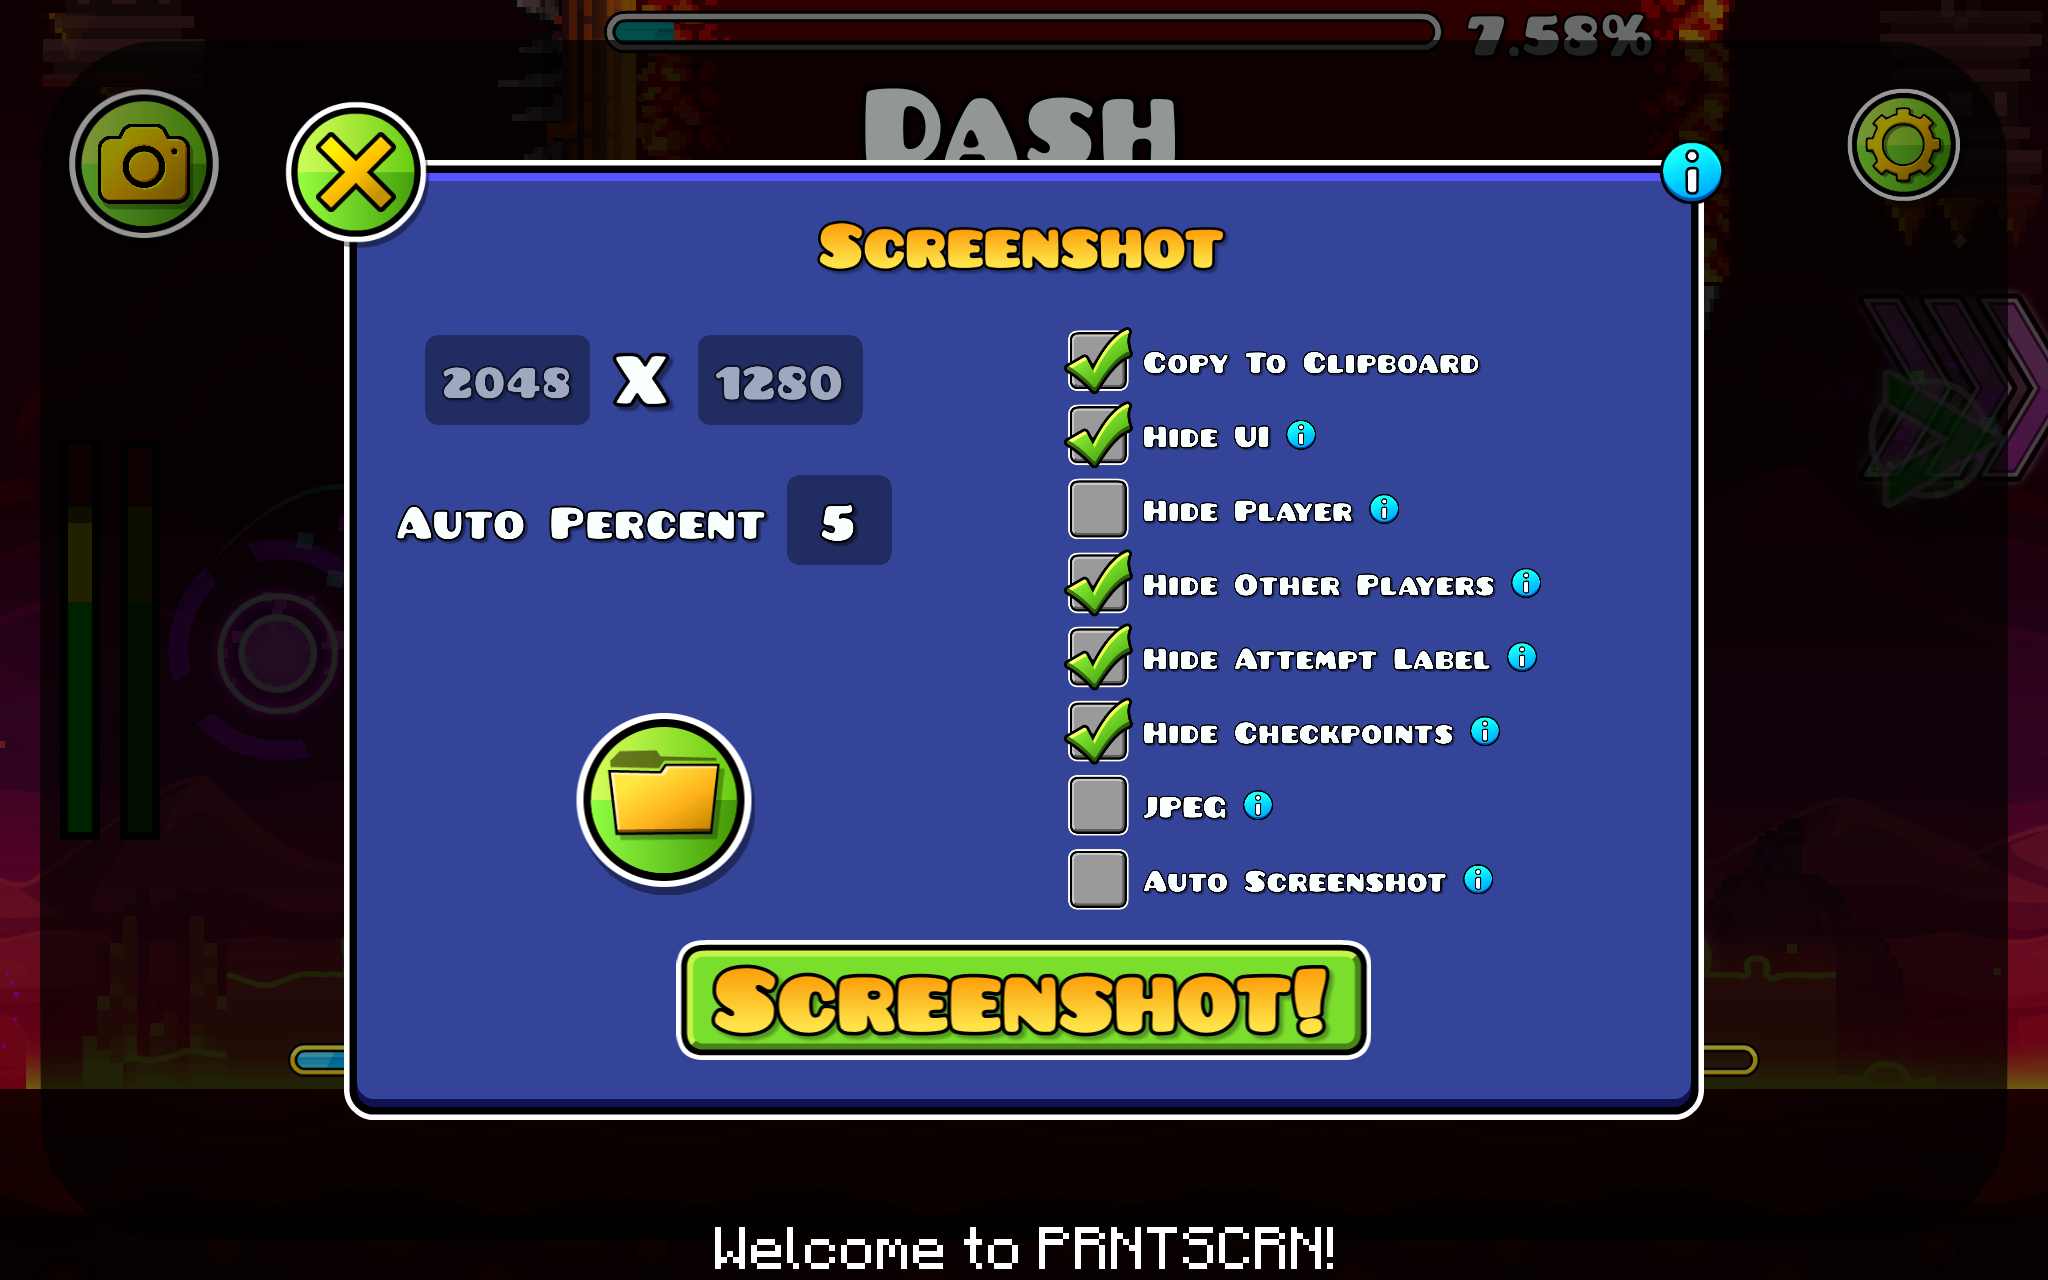 7.58%
Dash
Screenshot
2048 X 1280
Auto Percent 5
Copy To Clipboard
Hide UI
Hide Player
Hide Other Players
Hide Attempt Label
Hide Checkpoints
JPEG
Auto Screenshot
Screenshot!
Welcome to PRNTSCRN!